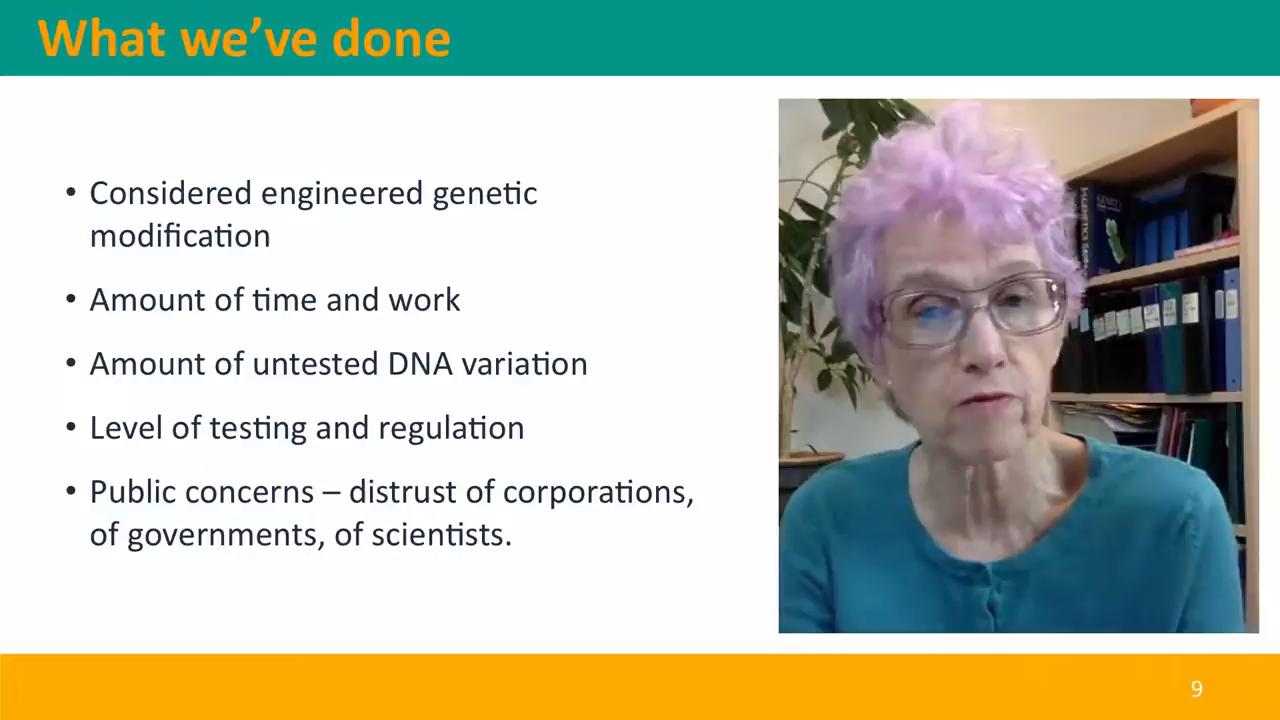 What we’ve done
• Considered engineered genetic
modification
• Amount of time and work
• Amount of untested DNA variation
• Level of testing and regulation
• Public concerns – distrust of corporations,
of governments, of scientists.
9